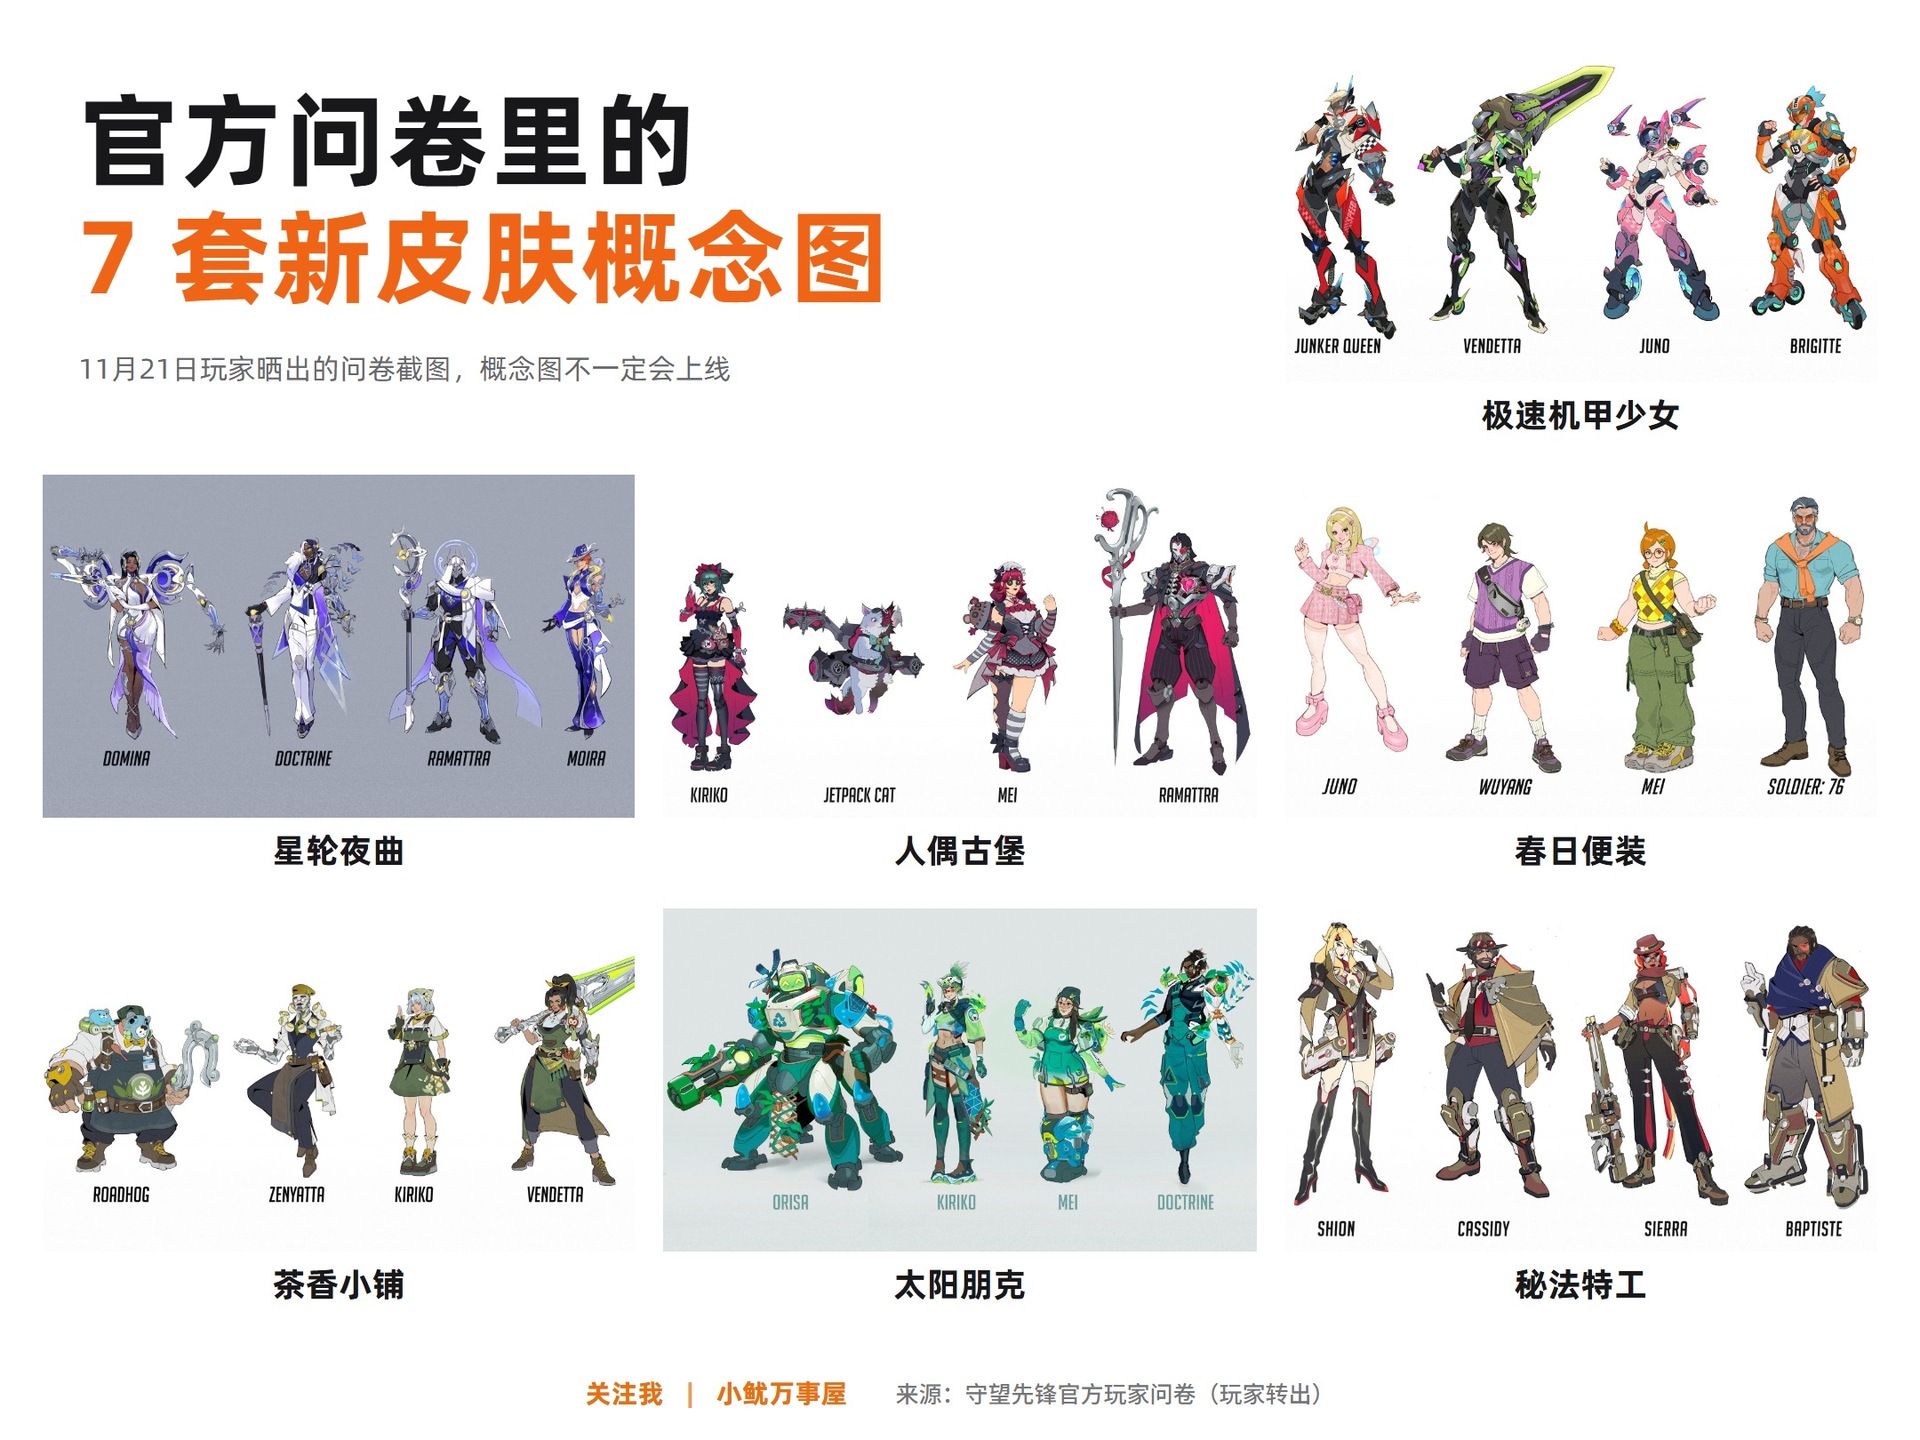 官方问卷里的
7 套新皮肤概念图
11月21日玩家晒出的问卷截图，概念图不一定会上线
JUNKER QUEEN VENDETTA JUNO BRIGITTE
极速机甲少女
DOMINA DOCTRINE RAMATTRA MOIRA
星轮夜曲
KIRIKO JETPACK CAT MEI RAMATTRA
人偶古堡
JUNO WUYANG MEI SOLDIER: 76
春日便装
ROADHOG ZENYATTA KIRIKO VENDETTA
茶香小铺
ORISA KIRIKO MEI DOCTRINE
太阳朋克
SHION CASSIDY SIERRA BAPTISTE
秘法特工
关注我 | 小鱿万事屋 来源：守望先锋官方玩家问卷（玩家转出）